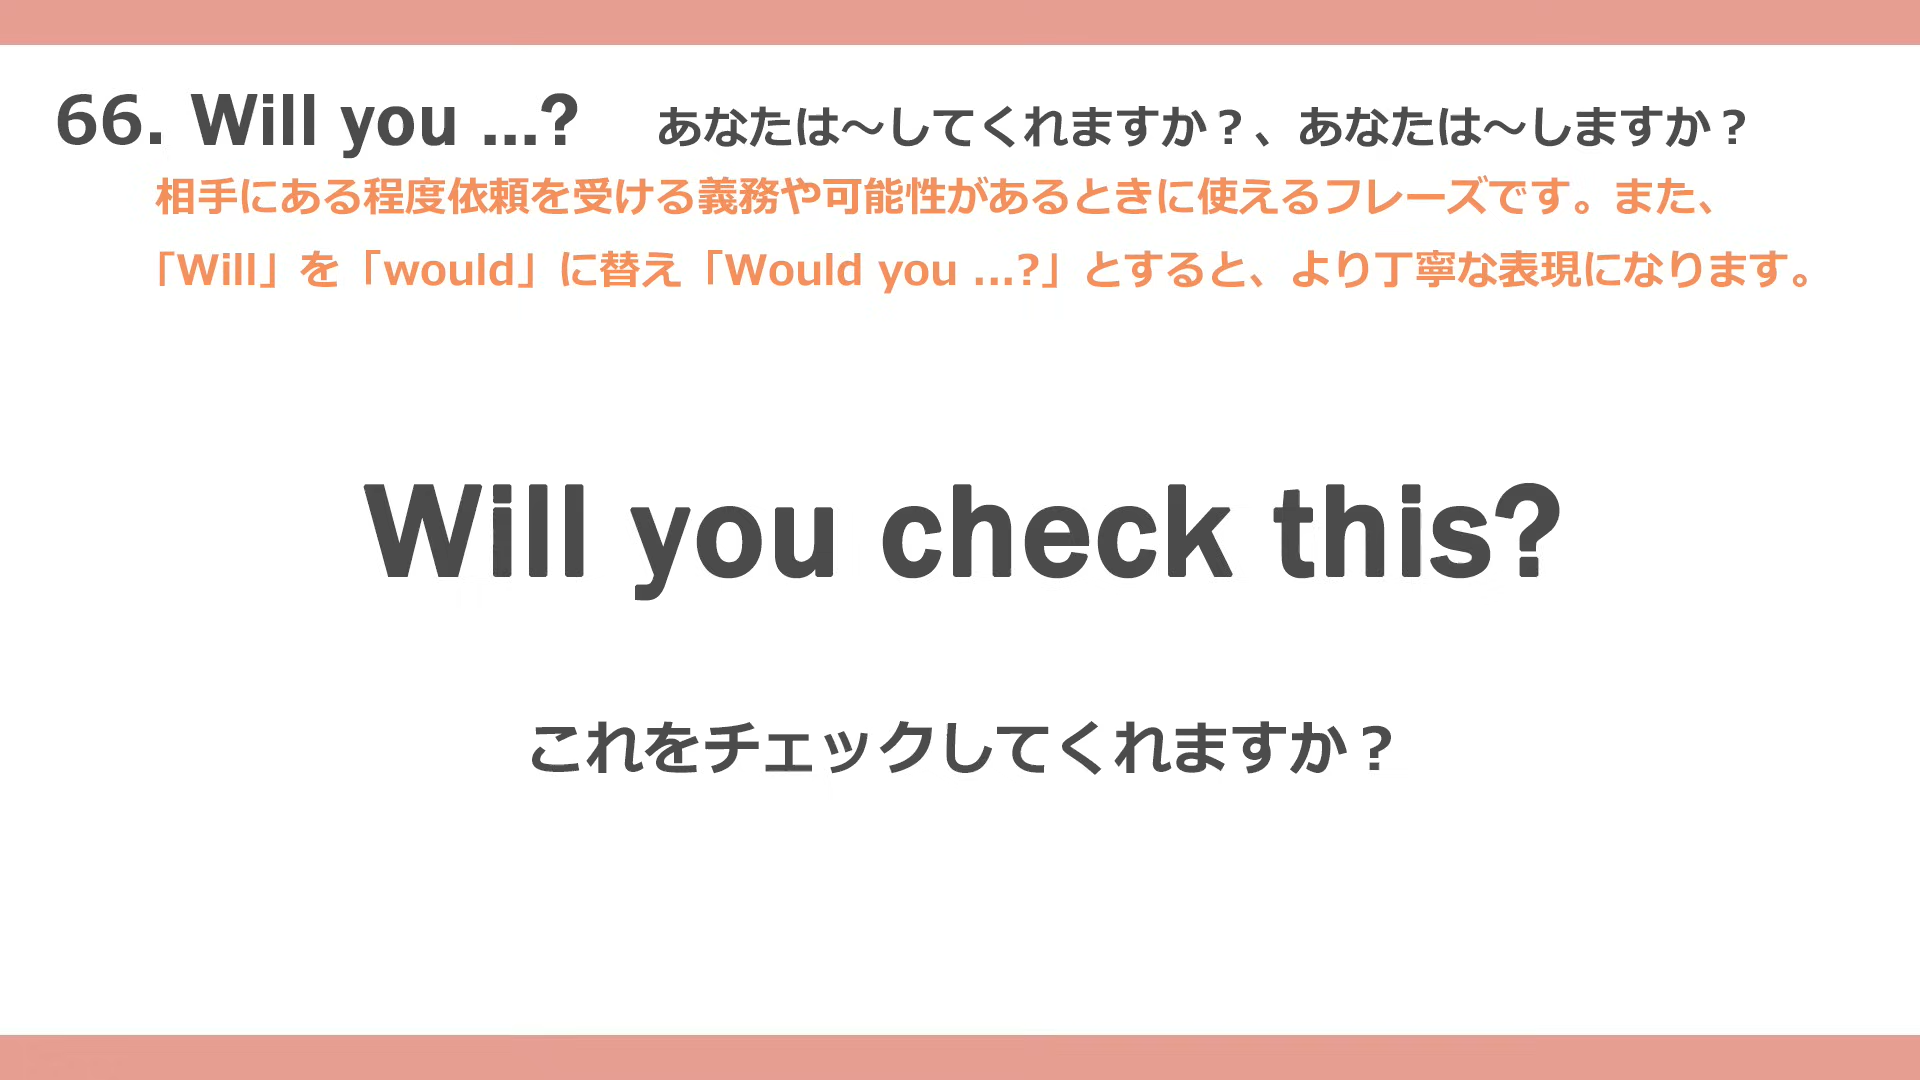 66. Will you ...? あなたは～してくれますか？、あなたは～しますか？
相手にある程度依頼を受ける義務や可能性があるときに使えるフレーズです。また、
「Will」を「would」に替え「Would you ...?」とすると、より丁寧な表現になります。
Will you check this?
これをチェックしてくれますか？